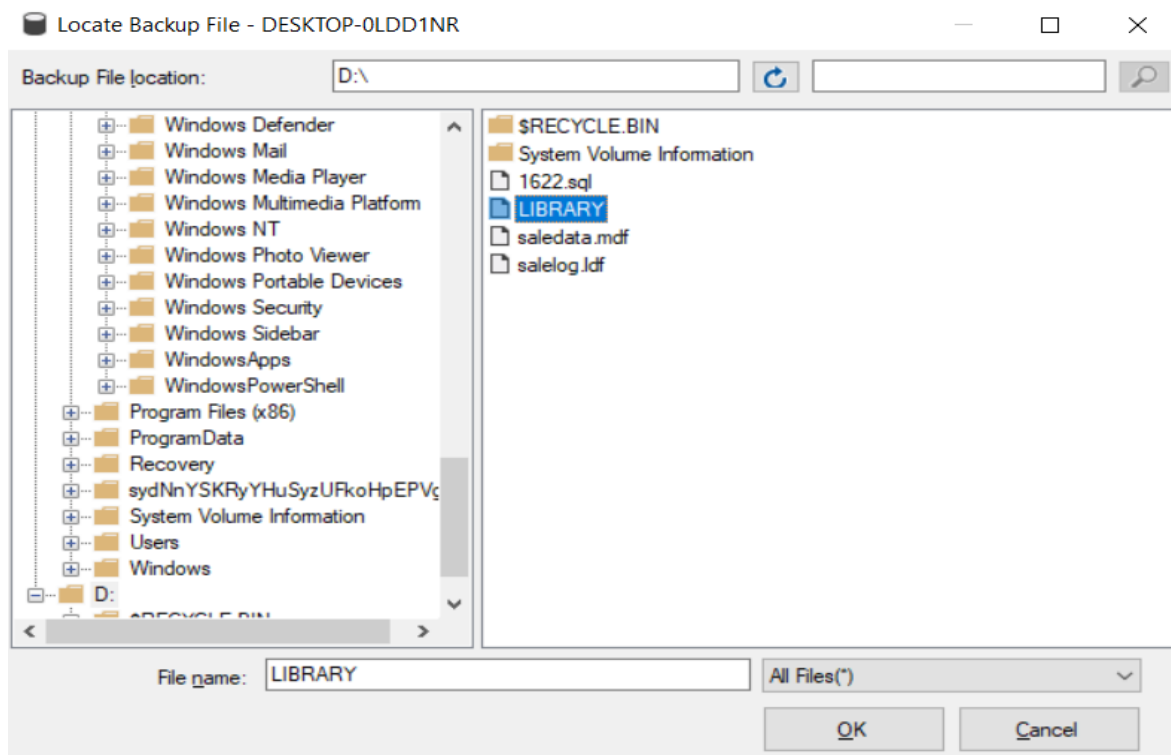 Locate Backup File - DESKTOP-0LDD1NR
Backup File location: D:\
Windows Defender
Windows Mail
Windows Media Player
Windows Multimedia Platform
Windows NT
Windows Photo Viewer
Windows Portable Devices
Windows Security
Windows Sidebar
WindowsApps
WindowsPowerShell
Program Files (x86)
ProgramData
Recovery
System Volume Information
Users
Windows
D:
$RECYCLE.BIN
System Volume Information
1622.sql
LIBRARY
saledata.mdf
salelog.ldf
File name: LIBRARY All Files(*)
OK Cancel